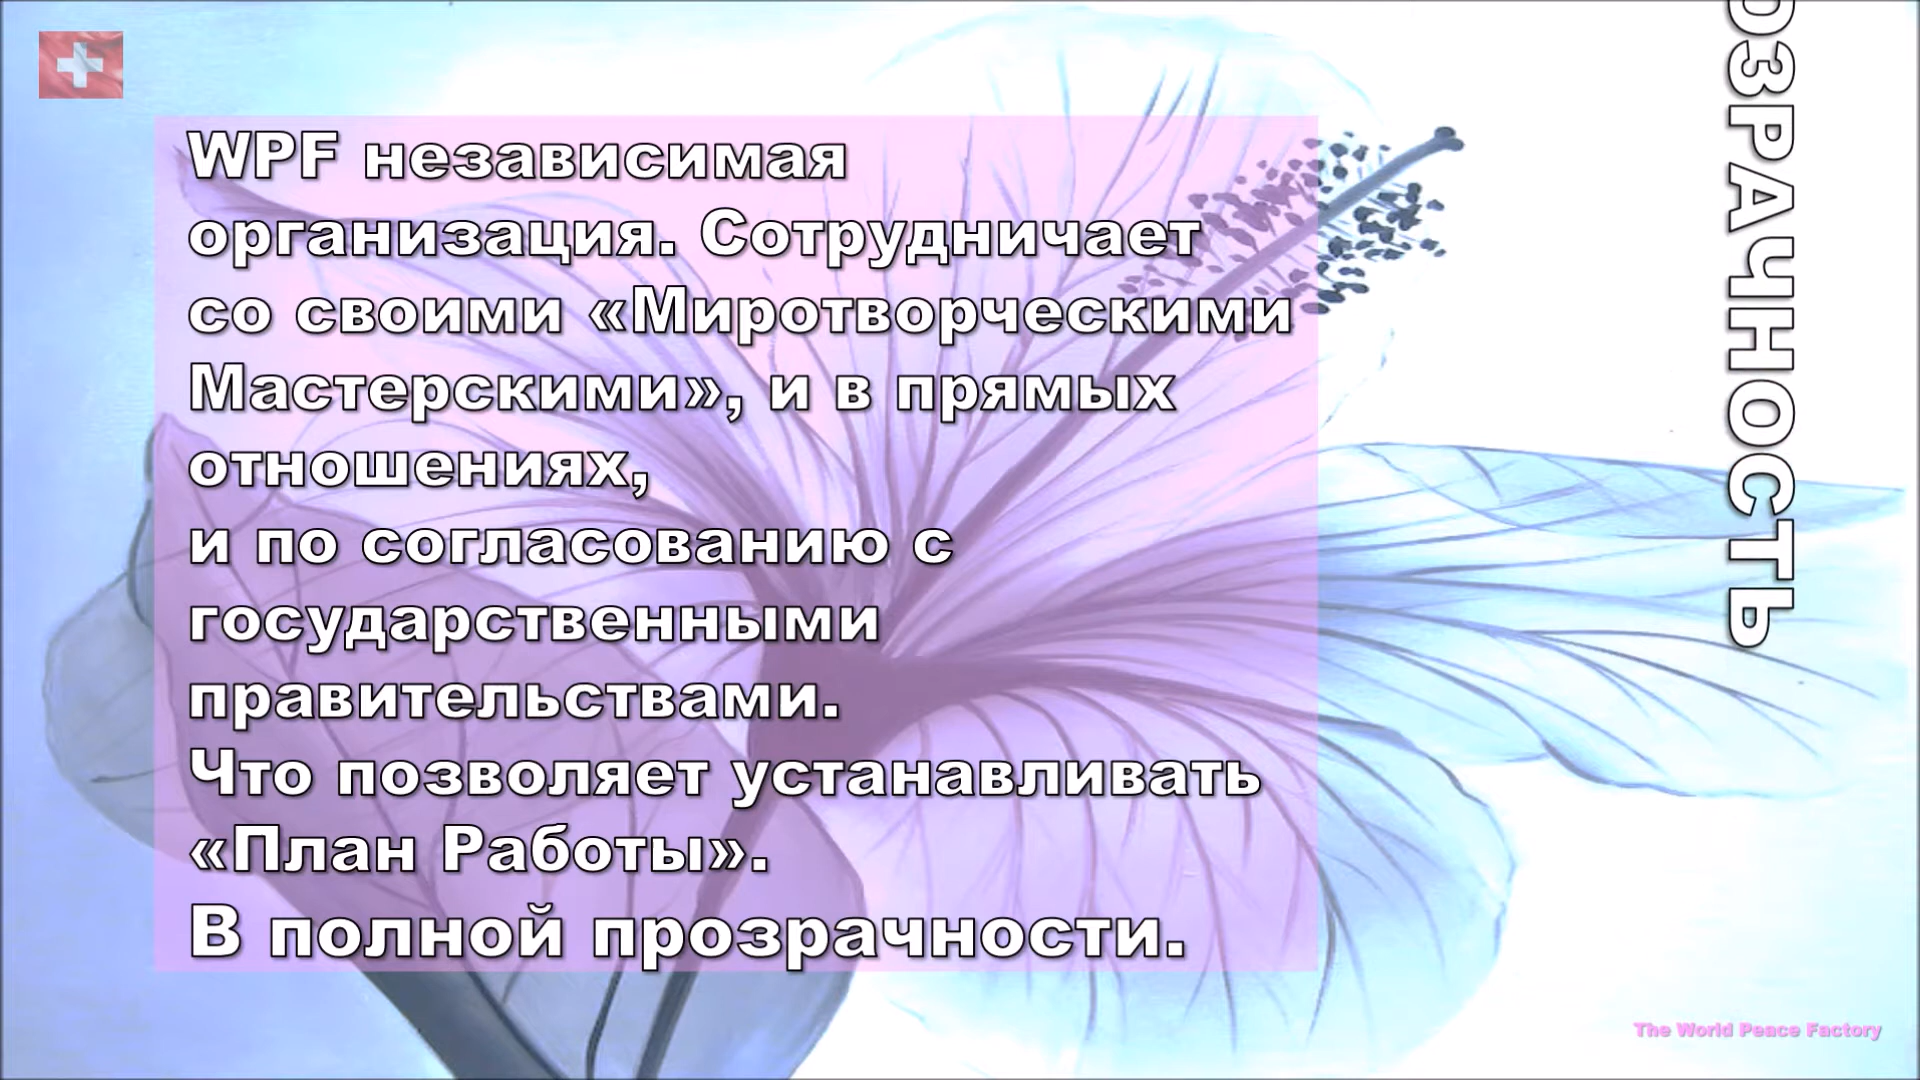 WPF независимая
организация. Сотрудничает
со своими «Миротворческими
Мастерскими», и в прямых
отношениях,
и по согласованию с
государственными
правительствами.
Что позволяет устанавливать
«План Работы».
В полной прозрачности.
ОЗРАЧНОСТЬ
The World Peace Factory